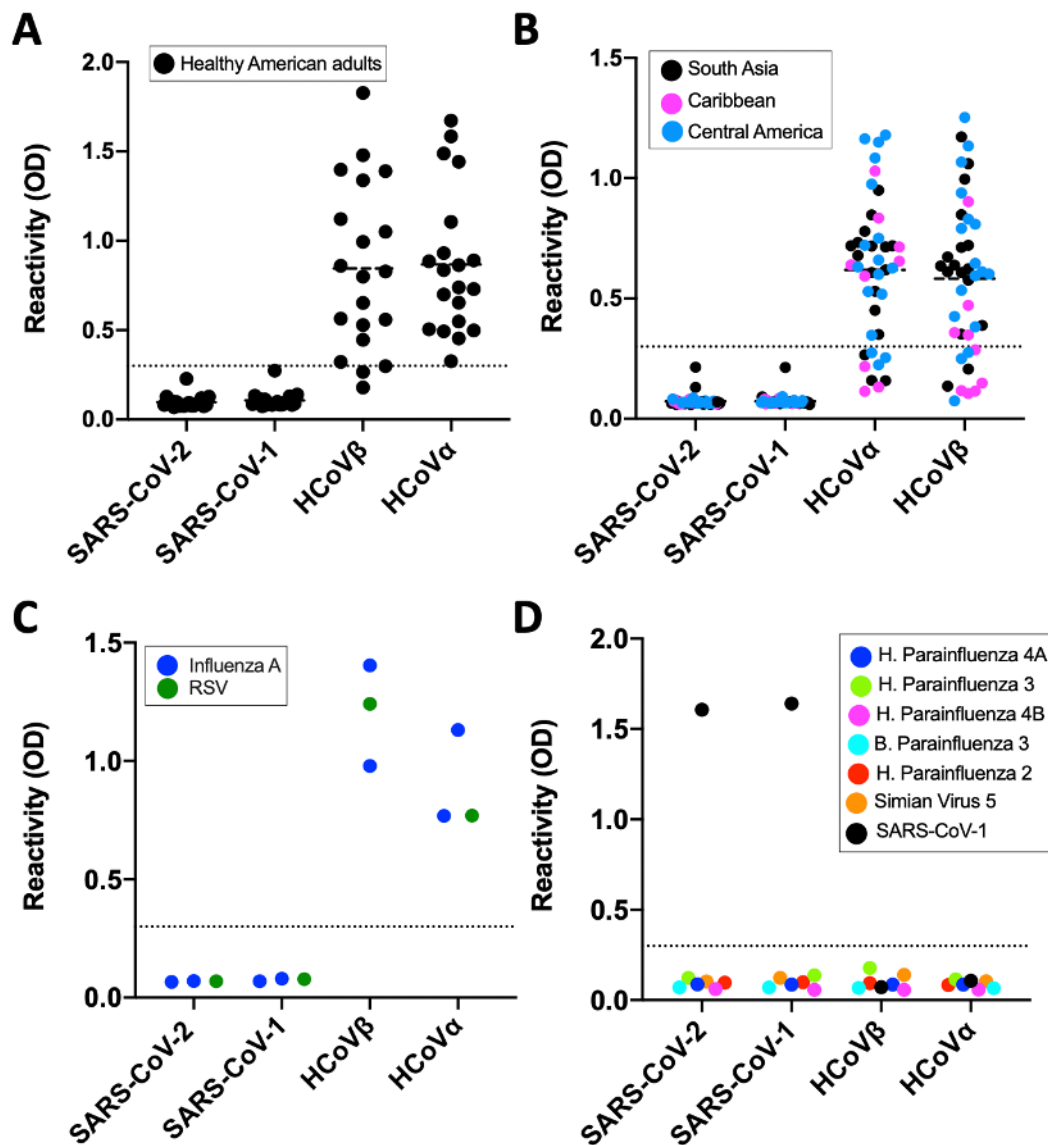 A
Healthy American adults
Reactivity (OD)
2.0
1.5
1.0
0.5
0.0
SARS-CoV-2
SARS-CoV-1
HCoVβ
HCoVα
B
South Asia
Caribbean
Central America
Reactivity (OD)
1.5
1.0
0.5
0.0
SARS-CoV-2
SARS-CoV-1
HCoVα
HCoVβ
C
Influenza A
RSV
Reactivity (OD)
1.5
1.0
0.5
0.0
SARS-CoV-2
SARS-CoV-1
HCoVβ
HCoVα
D
H. Parainfluenza 4A
H. Parainfluenza 3
H. Parainfluenza 4B
B. Parainfluenza 3
H. Parainfluenza 2
Simian Virus 5
SARS-CoV-1
Reactivity (OD)
2.0
1.5
1.0
0.5
0.0
SARS-CoV-2
SARS-CoV-1
HCoVβ
HCoVα